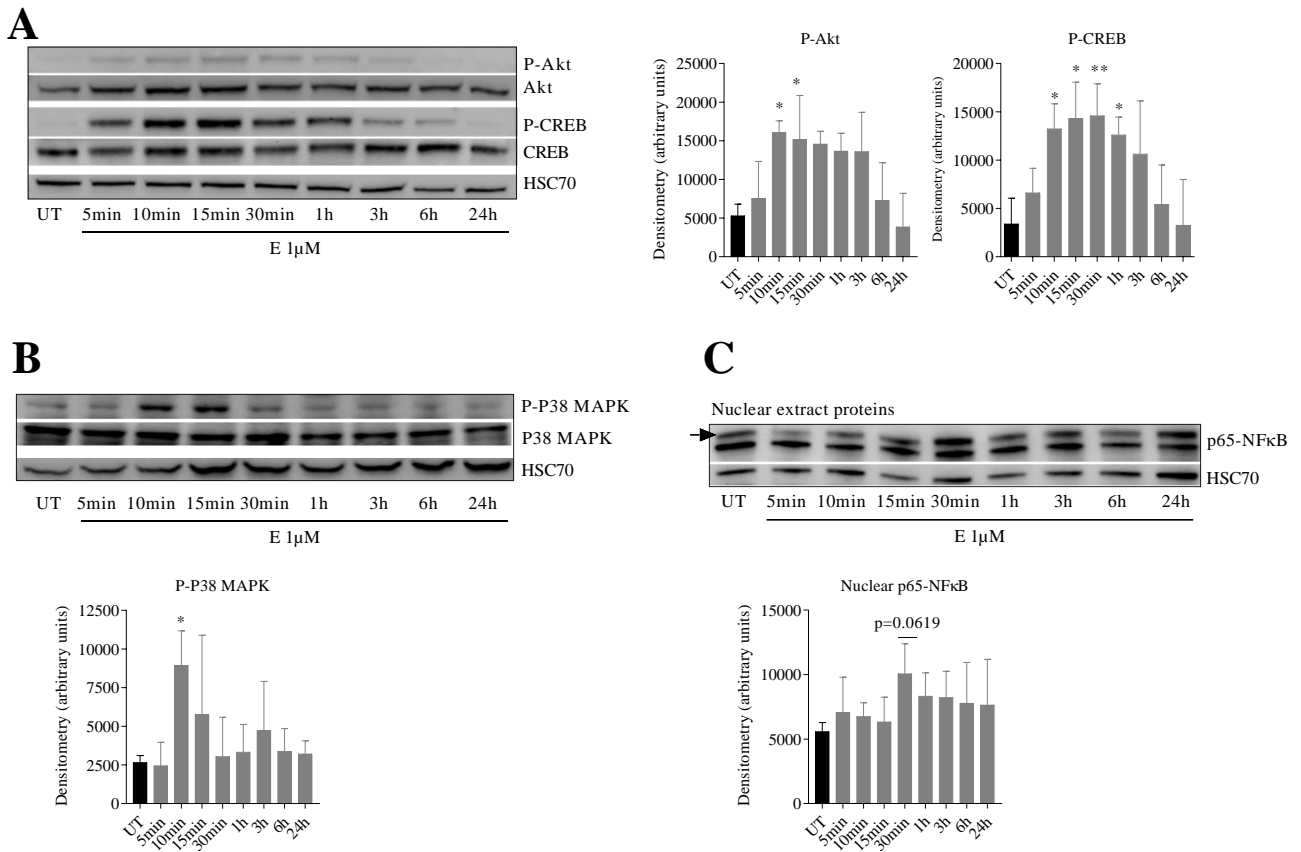 A
P-Akt
Akt
P-CREB
CREB
HSC70
UT 5min 10min 15min 30min 1h 3h 6h 24h
E 1µM
P-Akt
Densitometry (arbitrary units)
25000
20000
15000
10000
5000
0
* *
UT 5min 10min 15min 30min 1h 3h 6h 24h
P-CREB
Densitometry (arbitrary units)
20000
15000
10000
5000
0
* * ** *
UT 5min 10min 15min 30min 1h 3h 6h 24h
B
P-P38 MAPK
P38 MAPK
HSC70
UT 5min 10min 15min 30min 1h 3h 6h 24h
E 1µM
P-P38 MAPK
Densitometry (arbitrary units)
12500
10000
7500
5000
2500
0
*
UT 5min 10min 15min 30min 1h 3h 6h 24h
C
Nuclear extract proteins
p65-NFκB
HSC70
UT 5min 10min 15min 30min 1h 3h 6h 24h
E 1µM
Nuclear p65-NFκB
Densitometry (arbitrary units)
15000
10000
5000
0
p=0.0619
UT 5min 10min 15min 30min 1h 3h 6h 24h